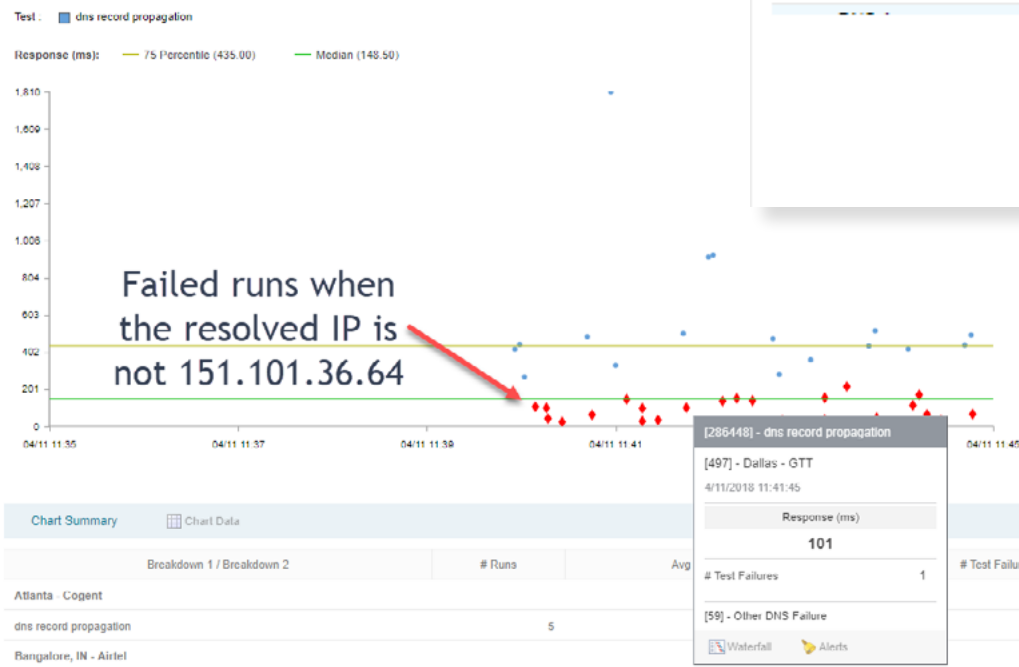 Test : dns record propagation
Response (ms): 75 Percentile (435.00) Median (148.50)
1,810
1,609
1,408
1,207
1,006
804
603
402
201
0
Failed runs when
the resolved IP is
not 151.101.36.64
04/11 11:35 04/11 11:37 04/11 11:39 04/11 11:41 04/11 11:45
[286448] - dns record propagation
[497] - Dallas - GTT
4/11/2018 11:41:45
Response (ms)
101
# Test Failures 1
[59] - Other DNS Failure
Waterfall Alerts
Chart Summary Chart Data
Breakdown 1 / Breakdown 2 # Runs Avg # Test Failu
Atlanta - Cogent
dns record propagation 5
Bangalore, IN - Airtel